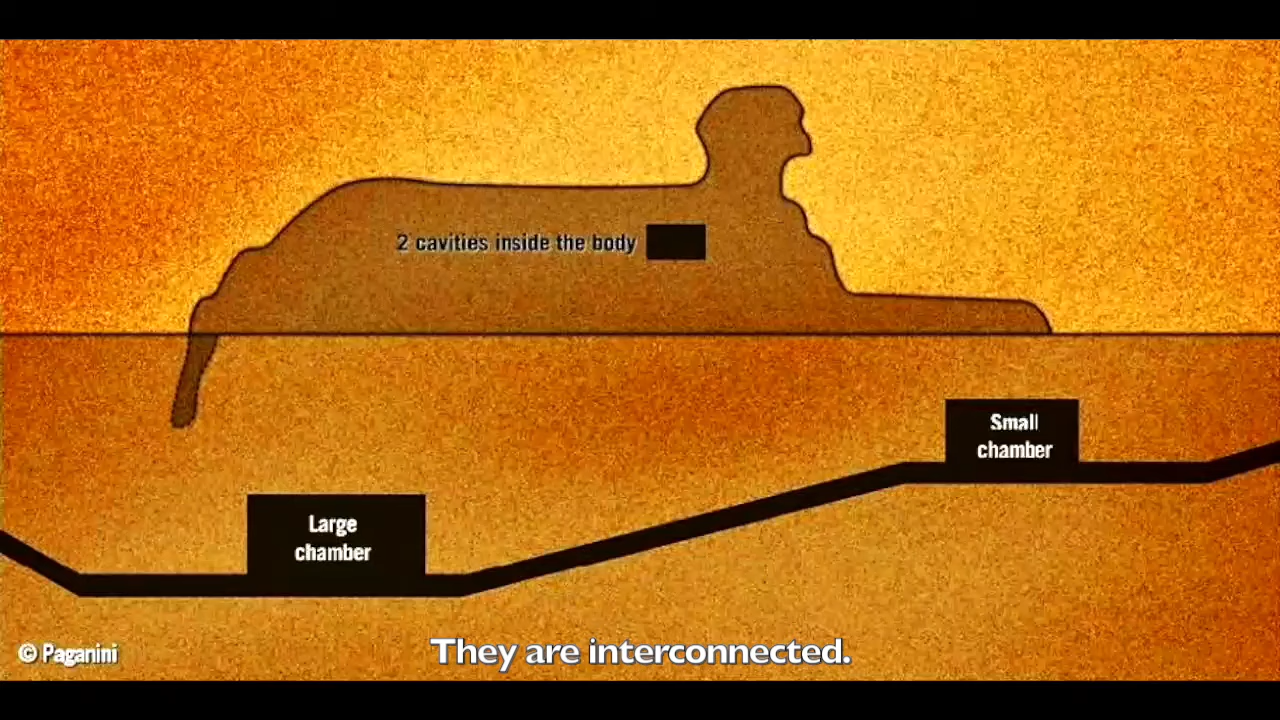 2 cavities inside the body
Small
chamber
Large
chamber
© Paganini
They are interconnected.